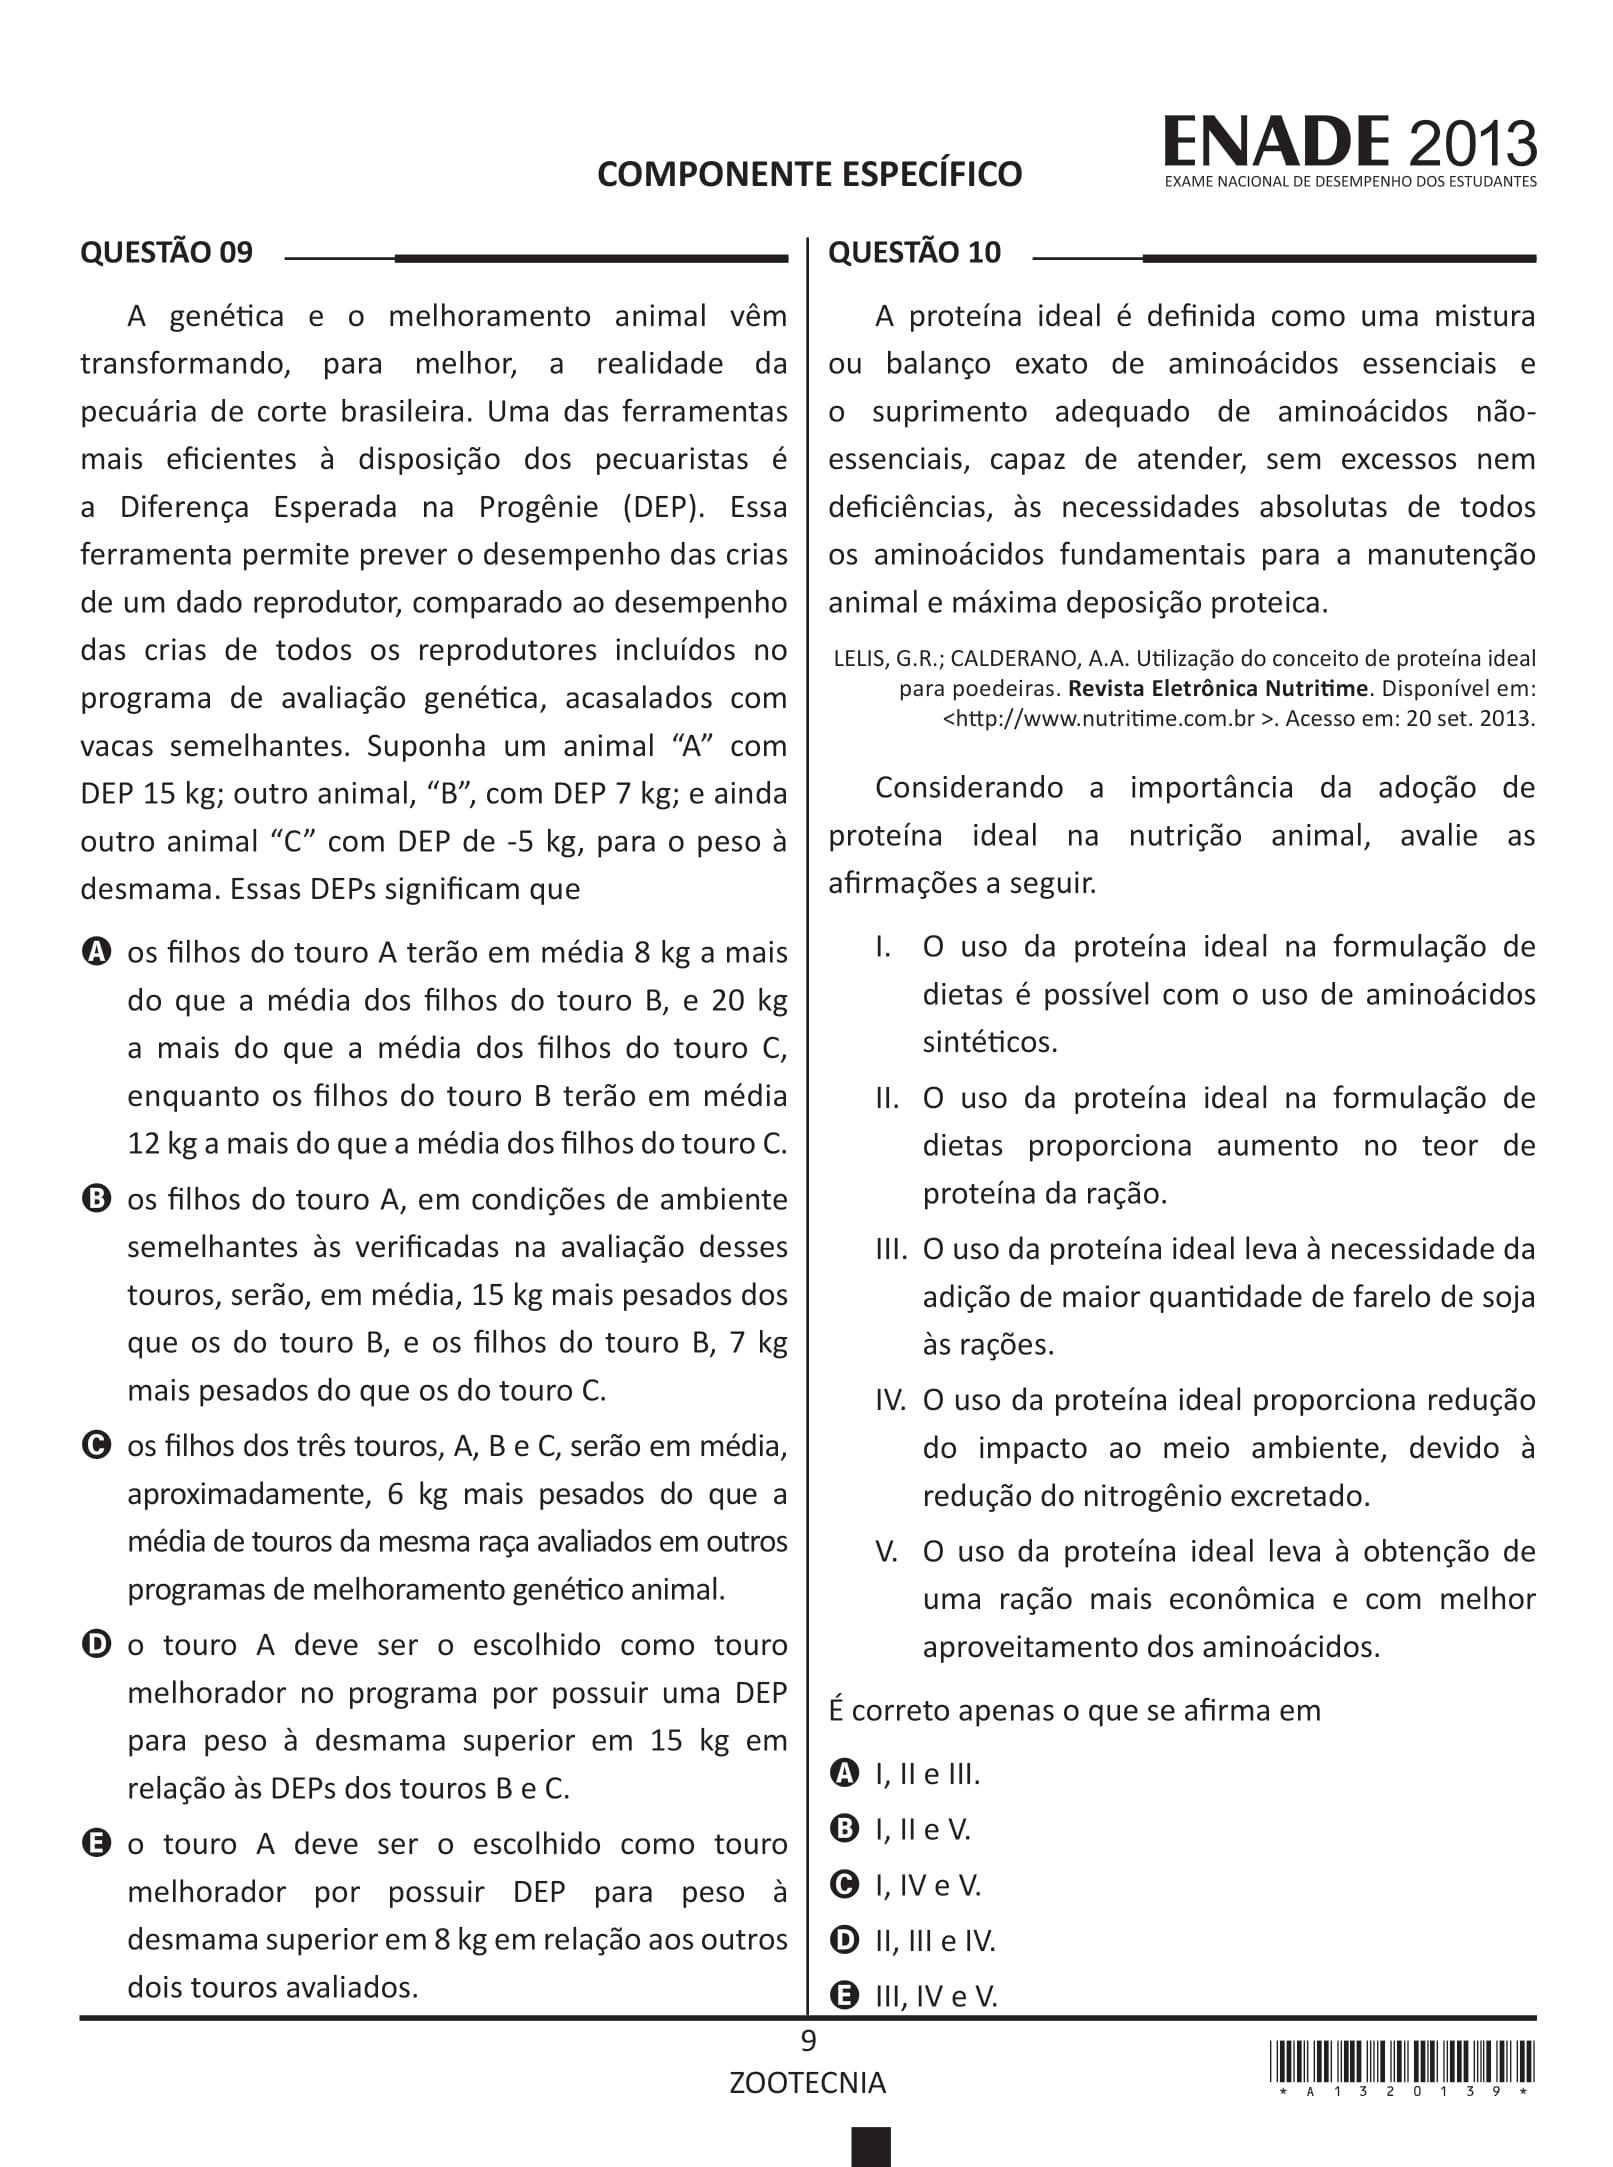 ENADE 2013
EXAME NACIONAL DE DESEMPENHO DOS ESTUDANTES
COMPONENTE ESPECÍFICO
QUESTÃO 09
A genética e o melhoramento animal vêm
transformando, para melhor, a realidade da
pecuária de corte brasileira. Uma das ferramentas
mais eficientes à disposição dos pecuaristas é
a Diferença Esperada na Progênie (DEP). Essa
ferramenta permite prever o desempenho das crias
de um dado reprodutor, comparado ao desempenho
das crias de todos os reprodutores incluídos no
programa de avaliação genética, acasalados com
vacas semelhantes. Suponha um animal “A” com
DEP 15 kg; outro animal, “B”, com DEP 7 kg; e ainda
outro animal “C” com DEP de -5 kg, para o peso à
desmama. Essas DEPs significam que
A os filhos do touro A terão em média 8 kg a mais
do que a média dos filhos do touro B, e 20 kg
a mais do que a média dos filhos do touro C,
enquanto os filhos do touro B terão em média
12 kg a mais do que a média dos filhos do touro C.
B os filhos do touro A, em condições de ambiente
semelhantes às verificadas na avaliação desses
touros, serão, em média, 15 kg mais pesados dos
que os do touro B, e os filhos do touro B, 7 kg
mais pesados do que os do touro C.
C os filhos dos três touros, A, B e C, serão em média,
aproximadamente, 6 kg mais pesados do que a
média de touros da mesma raça avaliados em outros
programas de melhoramento genético animal.
D o touro A deve ser o escolhido como touro
melhorador no programa por possuir uma DEP
para peso à desmama superior em 15 kg em
relação às DEPs dos touros B e C.
E o touro A deve ser o escolhido como touro
melhorador por possuir DEP para peso à
desmama superior em 8 kg em relação aos outros
dois touros avaliados.
QUESTÃO 10
A proteína ideal é definida como uma mistura
ou balanço exato de aminoácidos essenciais e
o suprimento adequado de aminoácidos não-
essenciais, capaz de atender, sem excessos nem
deficiências, às necessidades absolutas de todos
os aminoácidos fundamentais para a manutenção
animal e máxima deposição proteica.
LELIS, G.R.; CALDERANO, A.A. Utilização do conceito de proteína ideal
para poedeiras. Revista Eletrônica Nutritime. Disponível em:
<http://www.nutritime.com.br >. Acesso em: 20 set. 2013.
Considerando a importância da adoção de
proteína ideal na nutrição animal, avalie as
afirmações a seguir.
I. O uso da proteína ideal na formulação de
dietas é possível com o uso de aminoácidos
sintéticos.
II. O uso da proteína ideal na formulação de
dietas proporciona aumento no teor de
proteína da ração.
III. O uso da proteína ideal leva à necessidade da
adição de maior quantidade de farelo de soja
às rações.
IV. O uso da proteína ideal proporciona redução
do impacto ao meio ambiente, devido à
redução do nitrogênio excretado.
V. O uso da proteína ideal leva à obtenção de
uma ração mais econômica e com melhor
aproveitamento dos aminoácidos.
É correto apenas o que se afirma em
A I, II e III.
B I, II e V.
C I, IV e V.
D II, III e IV.
E III, IV e V.
9
ZOOTECNIA
* A 1 3 2 0 1 3 9 *